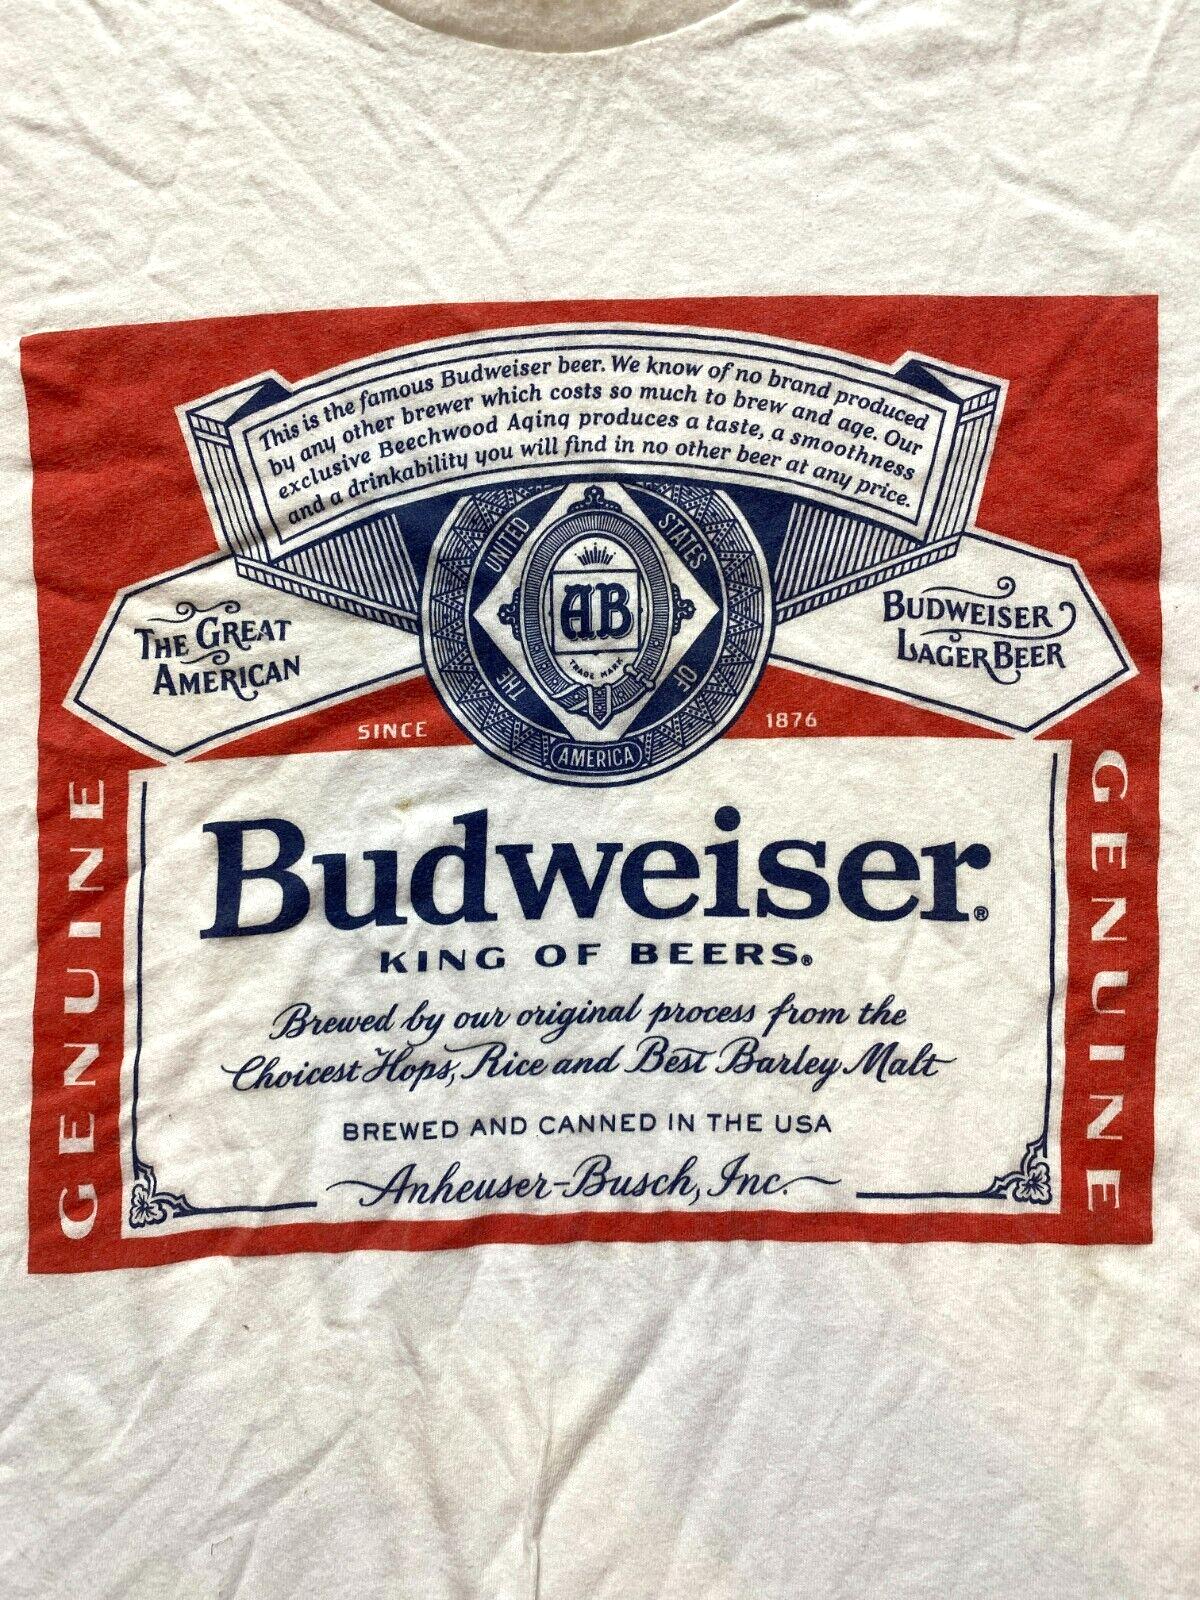 This is the famous Budweiser beer. We know of no brand produced
by any other brewer which costs so much to brew and age. Our
exclusive Beechwood Aging produces a taste, a smoothness
and a drinkability you will find in no other beer at any price.
THE UNITED STATES OF
AMERICA
AB
TRADE MARK
THE GREAT
AMERICAN
BUDWEISER
LAGER BEER
SINCE 1876
GENUINE
GENUINE
Budweiser®
KING OF BEERS®
Brewed by our original process from the
Choicest Hops, Rice and Best Barley Malt
BREWED AND CANNED IN THE USA
Anheuser-Busch, Inc.